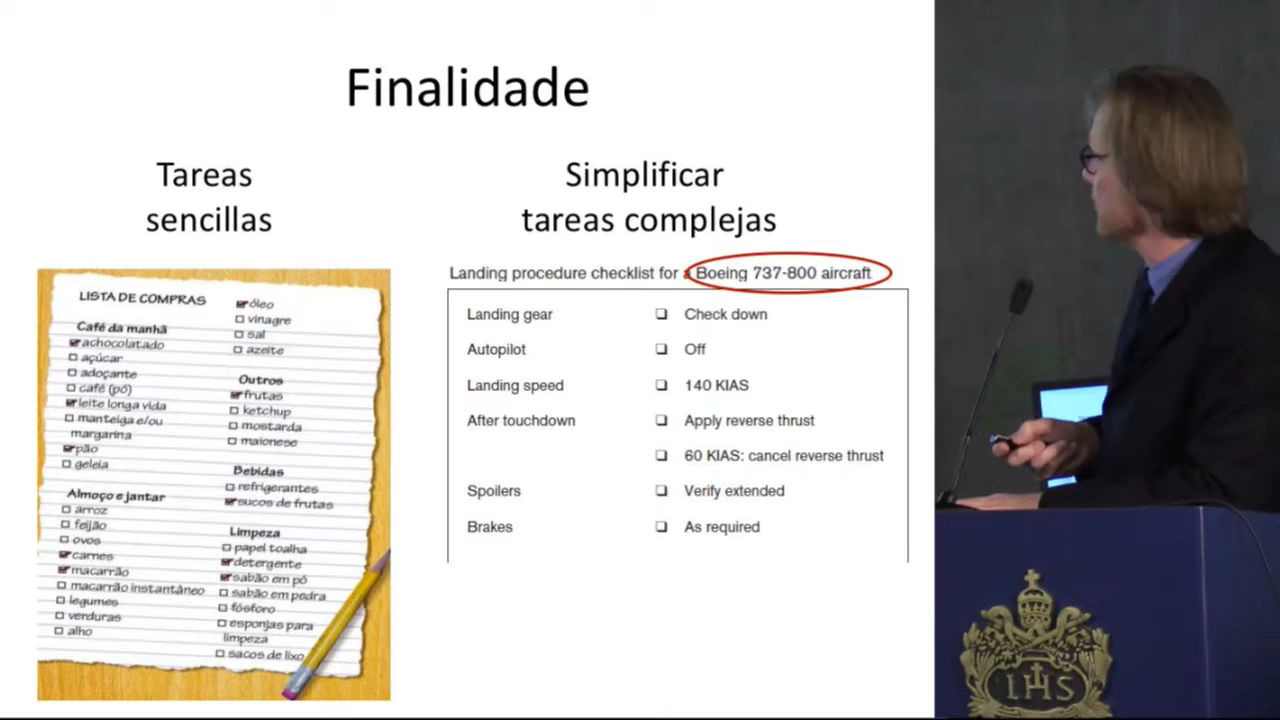 Finalidade
Tareas
sencillas
LISTA DE COMPRAS
Café da manhã
achocolatado
açúcar
adoçante
café (pó)
leite longa vida
manteiga e/ou
margarina
pão
geleia
Almoço e jantar
arroz
feijão
ovos
carnes
macarrão
macarrão instantâneo
legumes
verduras
alho
óleo
vinagre
sal
azeite
Outros
frutas
ketchup
mostarda
maionese
Bebidas
refrigerantes
sucos de frutas
Limpeza
papel toalha
detergente
sabão em pó
sabão em pedra
fósforo
esponjas para
limpeza
sacos de lixo
Simplificar
tareas complejas
Landing procedure checklist for a Boeing 737-800 aircraft
Landing gear ❑ Check down
Autopilot ❑ Off
Landing speed ❑ 140 KIAS
After touchdown ❑ Apply reverse thrust
❑ 60 KIAS: cancel reverse thrust
Spoilers ❑ Verify extended
Brakes ❑ As required
IHS